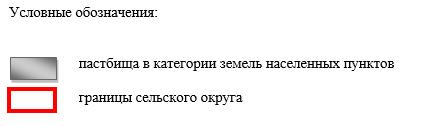 Условные обозначения:
пастбища в категории земель населенных пунктов
границы сельского округа